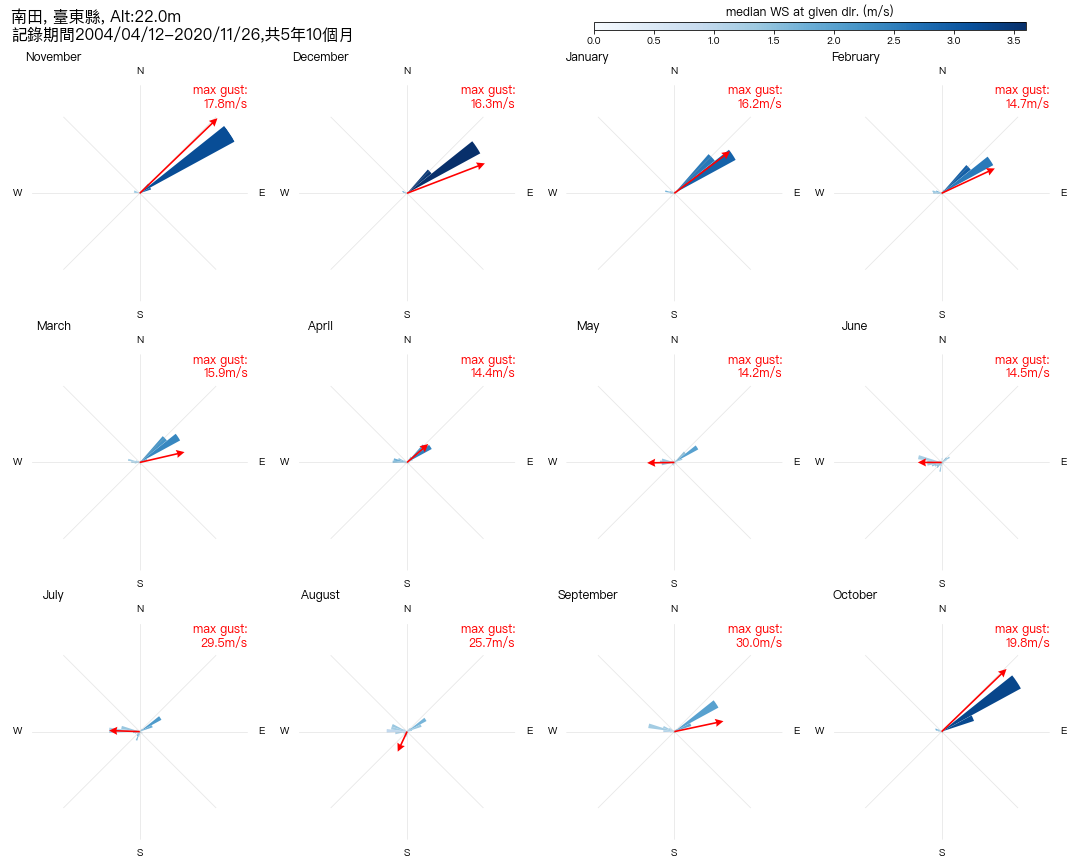 南田, 臺東縣, Alt:22.0m
記錄期間2004/04/12-2020/11/26,共5年10個月
median WS at given dir. (m/s)
0.0 0.5 1.0 1.5 2.0 2.5 3.0 3.5
November
N
max gust:
17.8m/s
W
E
S
December
N
max gust:
16.3m/s
W
E
January
N
max gust:
16.2m/s
W
E
S
February
N
max gust:
14.7m/s
W
E
S
March
N
max gust:
15.9m/s
W
E
S
April
N
max gust:
14.4m/s
W
E
May
N
max gust:
14.2m/s
W
E
S
June
N
max gust:
14.5m/s
W
E
S
July
N
max gust:
29.5m/s
W
E
S
August
N
max gust:
25.7m/s
W
E
S
September
N
max gust:
30.0m/s
W
E
S
October
N
max gust:
19.8m/s
W
E
S